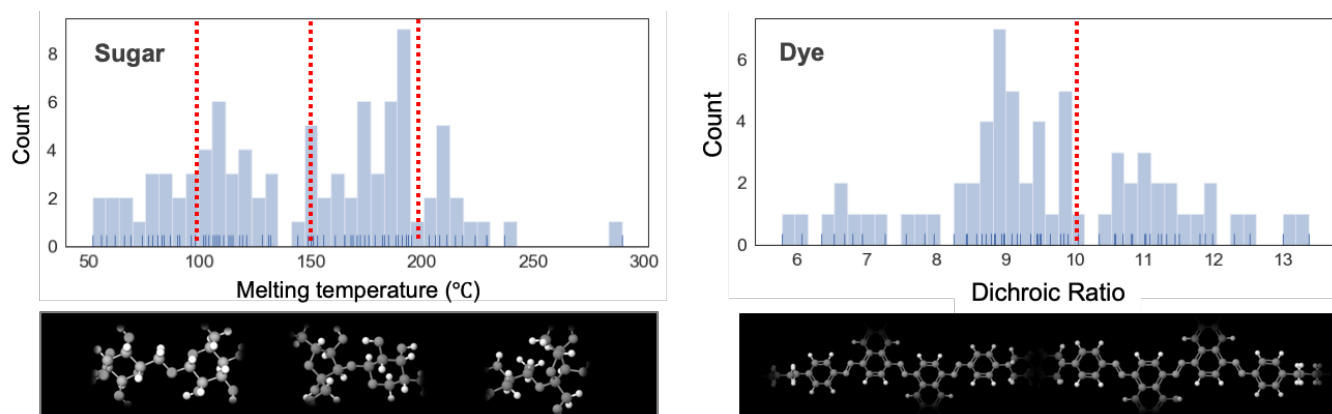 Sugar
Count
8
6
4
2
0
50 100 150 200 250 300
Melting temperature (℃)
Dye
Count
6
4
2
0
6 7 8 9 10 11 12 13
Dichroic Ratio